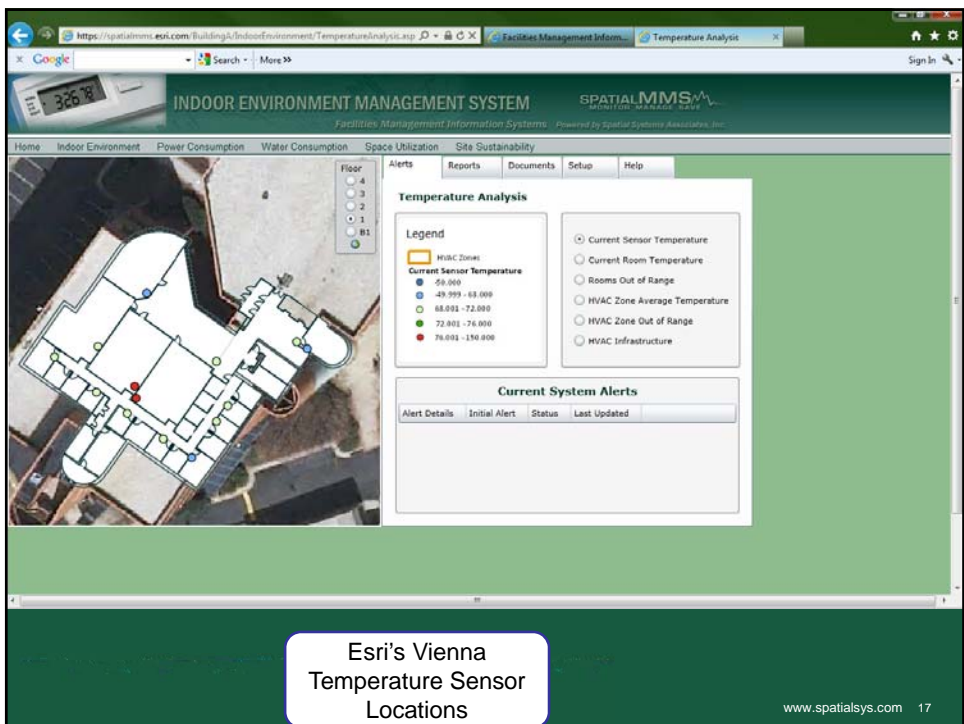 https://spatialmms.esri.com/BuildingA/IndoorEnvironment/TemperatureAnalysis.asp
Facilities Management Inform...
Temperature Analysis
x Google
Search
More »
Sign In
3:26 78
INDOOR ENVIRONMENT MANAGEMENT SYSTEM
SPATIALMMS
MONITOR MANAGE SAVE
Facilities Management Information Systems
Powered by Spatial Systems Associates, Inc.
Home Indoor Environment Power Consumption Water Consumption Space Utilization Site Sustainability
Floor
4
3
2
1
B1
Alerts Reports Documents Setup Help
Temperature Analysis
Legend
HVAC Zones
Current Sensor Temperature
-50.000
-49.999 - 68.000
68.001 - 72.000
72.001 - 76.000
76.001 - 150.000
Current Sensor Temperature
Current Room Temperature
Rooms Out of Range
HVAC Zone Average Temperature
HVAC Zone Out of Range
HVAC Infrastructure
Current System Alerts
Alert Details Initial Alert Status Last Updated
Esri's Vienna
Temperature Sensor
Locations
www.spatialsys.com 17